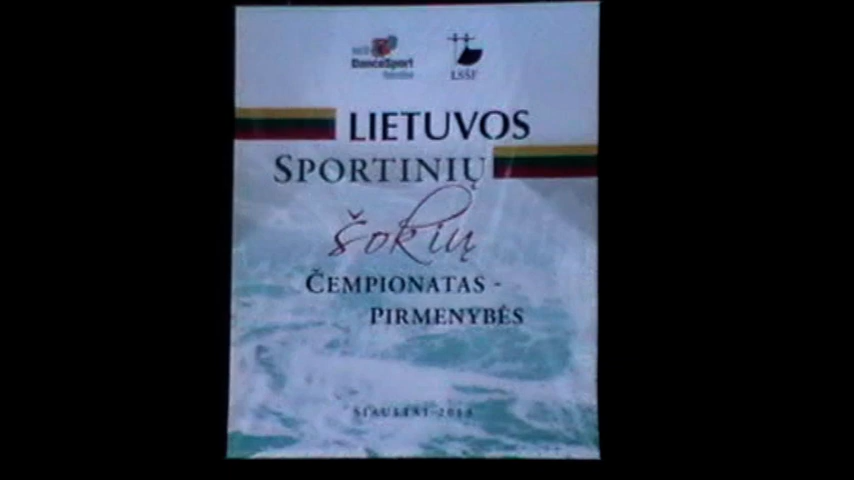 DanceSport
LSŠF
LIETUVOS
SPORTINIŲ
šokių
ČEMPIONATAS -
PIRMENYBĖS